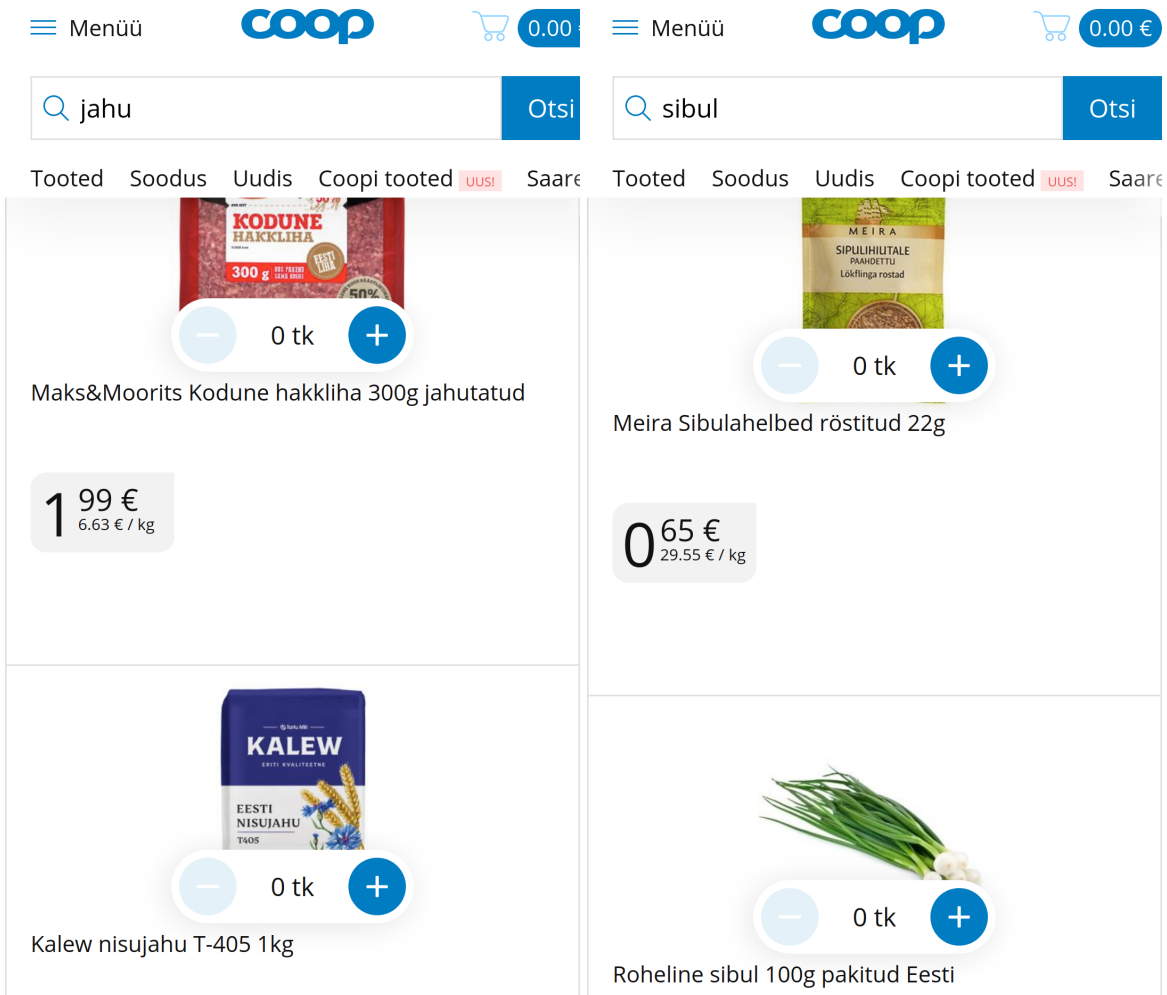 Menüü
coop
0.00
jahu
Otsi
Tooted Soodus Uudis Coopi tooted UUS!
KODUNE
HAKKLIHA
300 g
EESTI
LIHA
50%
0 tk
Maks&Moorits Kodune hakkliha 300g jahutatud
1 99 €
6.63 € / kg
Tartu Mill
KALEW
ERITI KVALITEETNE
EESTI
NISUJAHU
T405
0 tk
Kalew nisujahu T-405 1kg
Menüü
coop
0.00 €
sibul
Otsi
Tooted Soodus Uudis Coopi tooted UUS!
MEIRA
SIPULIHIUTALE
PAAHDETTU
Lökflinga rostad
0 tk
Meira Sibulahelbed röstitud 22g
0 65 €
29.55 € / kg
0 tk
Roheline sibul 100g pakitud Eesti